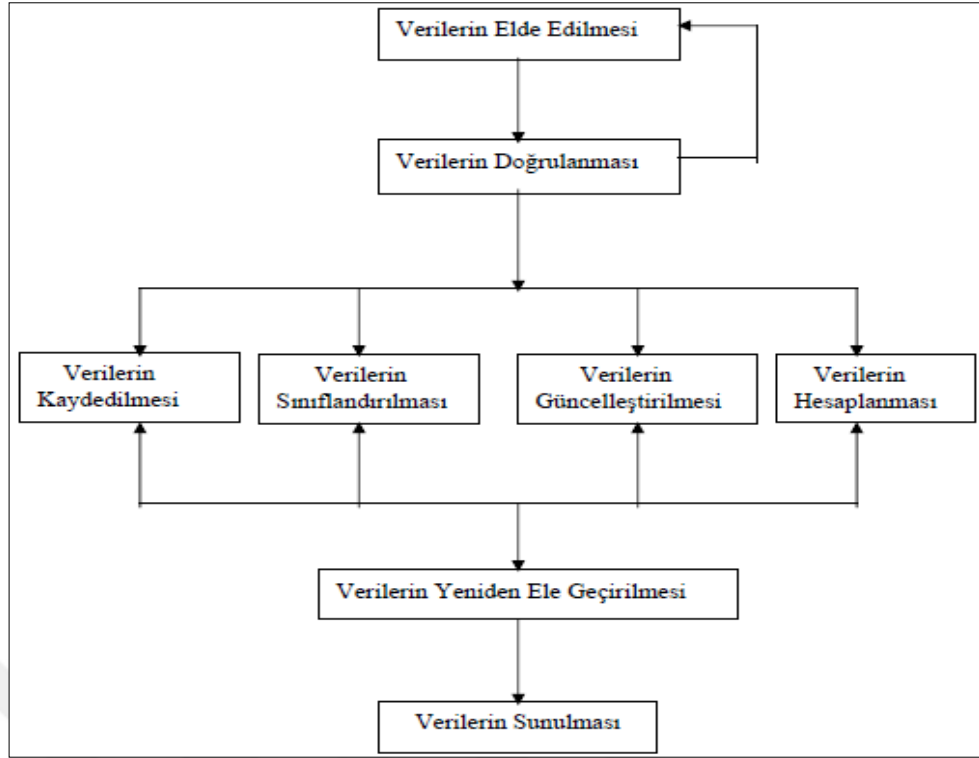 Verilerin Elde Edilmesi
Verilerin Doğrulanması
Verilerin
Kaydedilmesi
Verilerin
Sınıflandırılması
Verilerin
Güncelleştirilmesi
Verilerin
Hesaplanması
Verilerin Yeniden Ele Geçirilmesi
Verilerin Sunulması